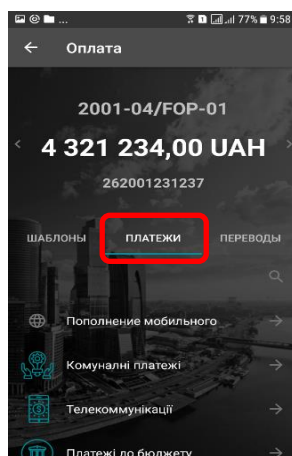 ... 77% 9:58
Оплата
2001-04/FOP-01
4 321 234,00 UAH
262001231237
ШАБЛОНЫ ПЛАТЕЖИ ПЕРЕВОДЫ
Пополнение мобильного
Комуналні платежі
Телекоммунікації
Платежі до бюджету